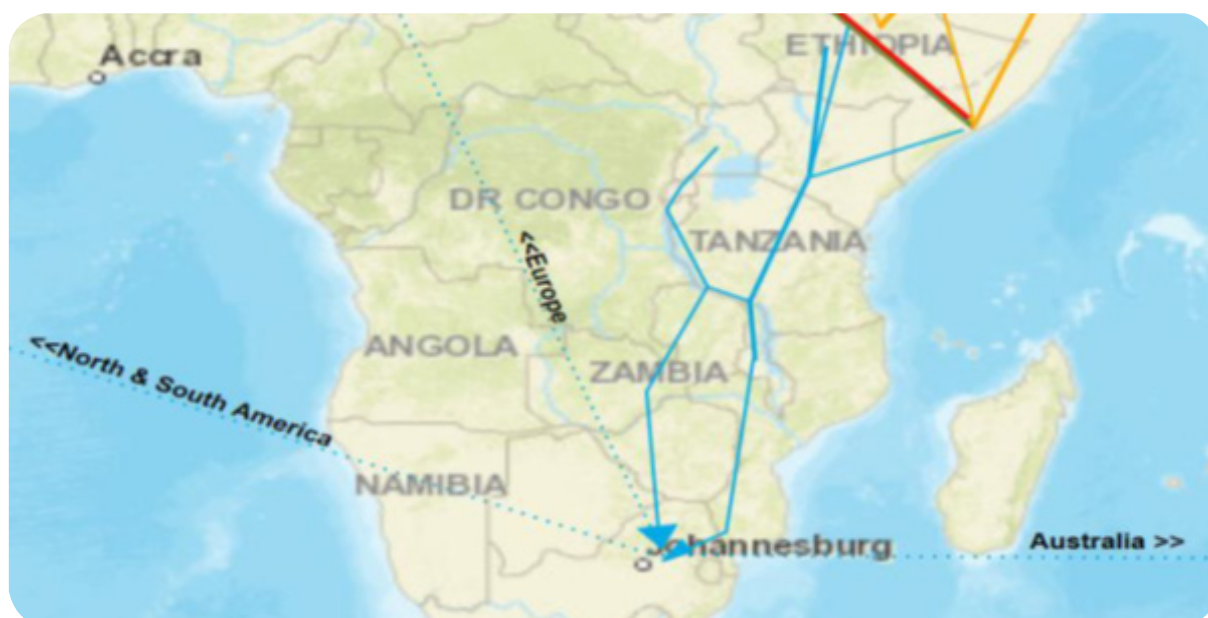 ETHIOPIA
Accra
DR CONGO
TANZANIA
<<Europe
<<North & South America
ANGOLA
ZAMBIA
NAMIBIA
Johannesburg
Australia >>